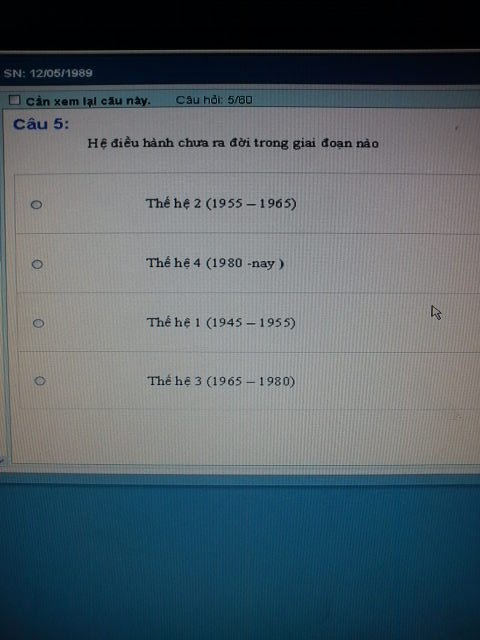 SN: 12/05/1989
Cần xem lại câu này. Câu hỏi: 5/60
Câu 5:
Hệ điều hành chưa ra đời trong giai đoạn nào
Thế hệ 2 (1955 – 1965)
Thế hệ 4 (1980 -nay )
Thế hệ 1 (1945 – 1955)
Thế hệ 3 (1965 – 1980)